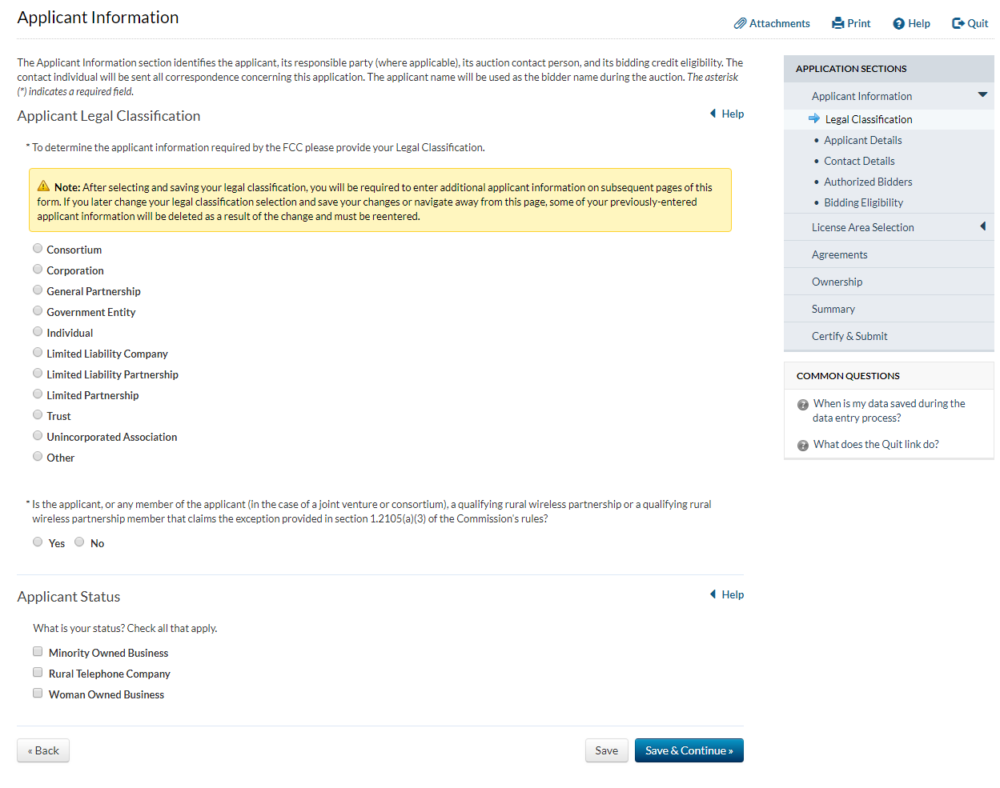 Applicant Information
Attachments
Print
Help
Quit
The Applicant Information section identifies the applicant, its responsible party (where applicable), its auction contact person, and its bidding credit eligibility. The
contact individual will be sent all correspondence concerning this application. The applicant name will be used as the bidder name during the auction. The asterisk
(*) indicates a required field.
Applicant Legal Classification
Help
* To determine the applicant information required by the FCC please provide your Legal Classification.
Note: After selecting and saving your legal classification, you will be required to enter additional applicant information on subsequent pages of this
form. If you later change your legal classification selection and save your changes or navigate away from this page, some of your previously-entered
applicant information will be deleted as a result of the change and must be reentered.
Consortium
Corporation
General Partnership
Government Entity
Individual
Limited Liability Company
Limited Liability Partnership
Limited Partnership
Trust
Unincorporated Association
Other
* Is the applicant, or any member of the applicant (in the case of a joint venture or consortium), a qualifying rural wireless partnership or a qualifying rural
wireless partnership member that claims the exception provided in section 1.2105(a)(3) of the Commission's rules?
Yes No
Applicant Status
Help
What is your status? Check all that apply.
Minority Owned Business
Rural Telephone Company
Woman Owned Business
« Back
Save
Save & Continue »
APPLICATION SECTIONS
Applicant Information
Legal Classification
• Applicant Details
• Contact Details
• Authorized Bidders
• Bidding Eligibility
License Area Selection
Agreements
Ownership
Summary
Certify & Submit
COMMON QUESTIONS
When is my data saved during the
data entry process?
What does the Quit link do?